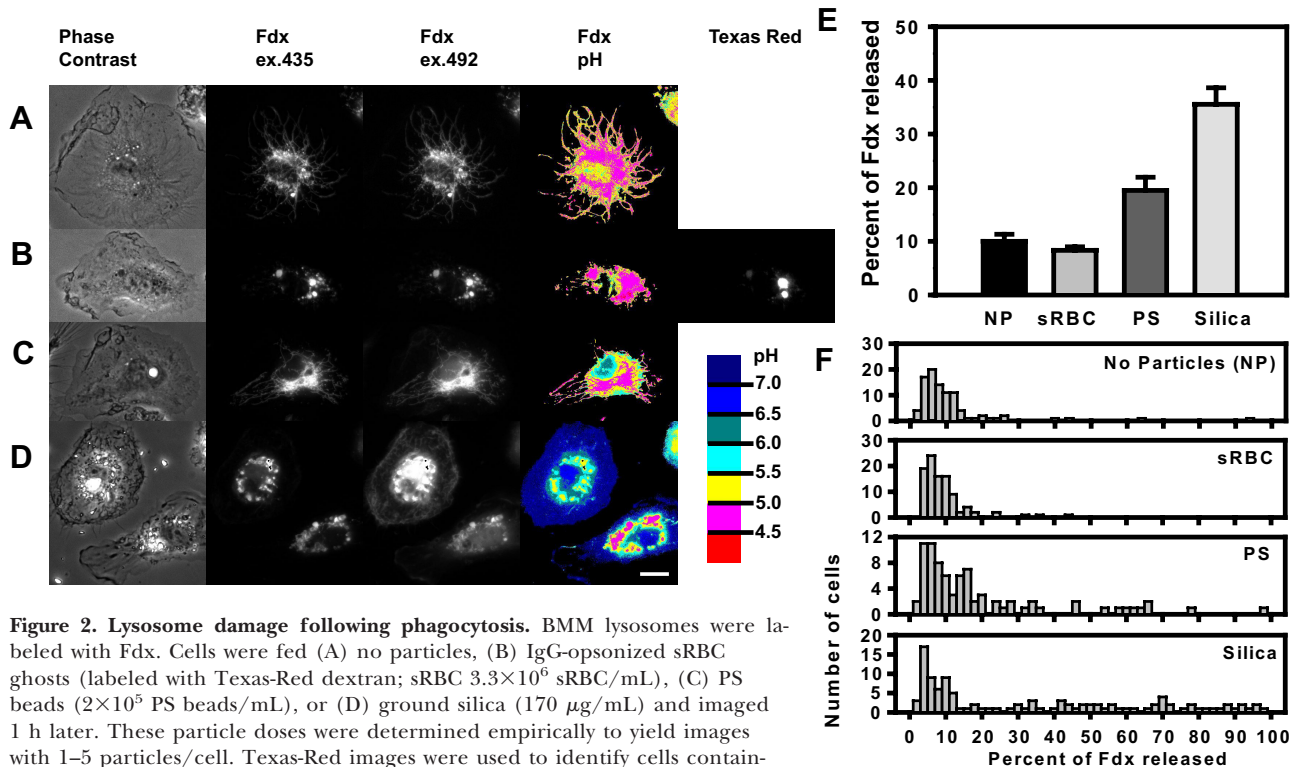 Phase Contrast
Fdx ex.435
Fdx ex.492
Fdx pH
Texas Red
A
B
C
D
pH
7.0
6.5
6.0
5.5
5.0
4.5
E
Percent of Fdx released
50
40
30
20
10
0
NP sRBC PS Silica
F
Number of cells
No Particles (NP)
30
20
10
0
sRBC
30
20
10
0
PS
12
8
4
0
Silica
20
15
10
5
0
0 10 20 30 40 50 60 70 80 90 100
Percent of Fdx released
Figure 2. Lysosome damage following phagocytosis. BMM lysosomes were la-
beled with Fdx. Cells were fed (A) no particles, (B) IgG-opsonized sRBC
ghosts (labeled with Texas-Red dextran; sRBC 3.3×10⁶ sRBC/mL), (C) PS
beads (2×10⁵ PS beads/mL), or (D) ground silica (170 μg/mL) and imaged
1 h later. These particle doses were determined empirically to yield images
with 1–5 particles/cell. Texas-Red images were used to identify cells contain-